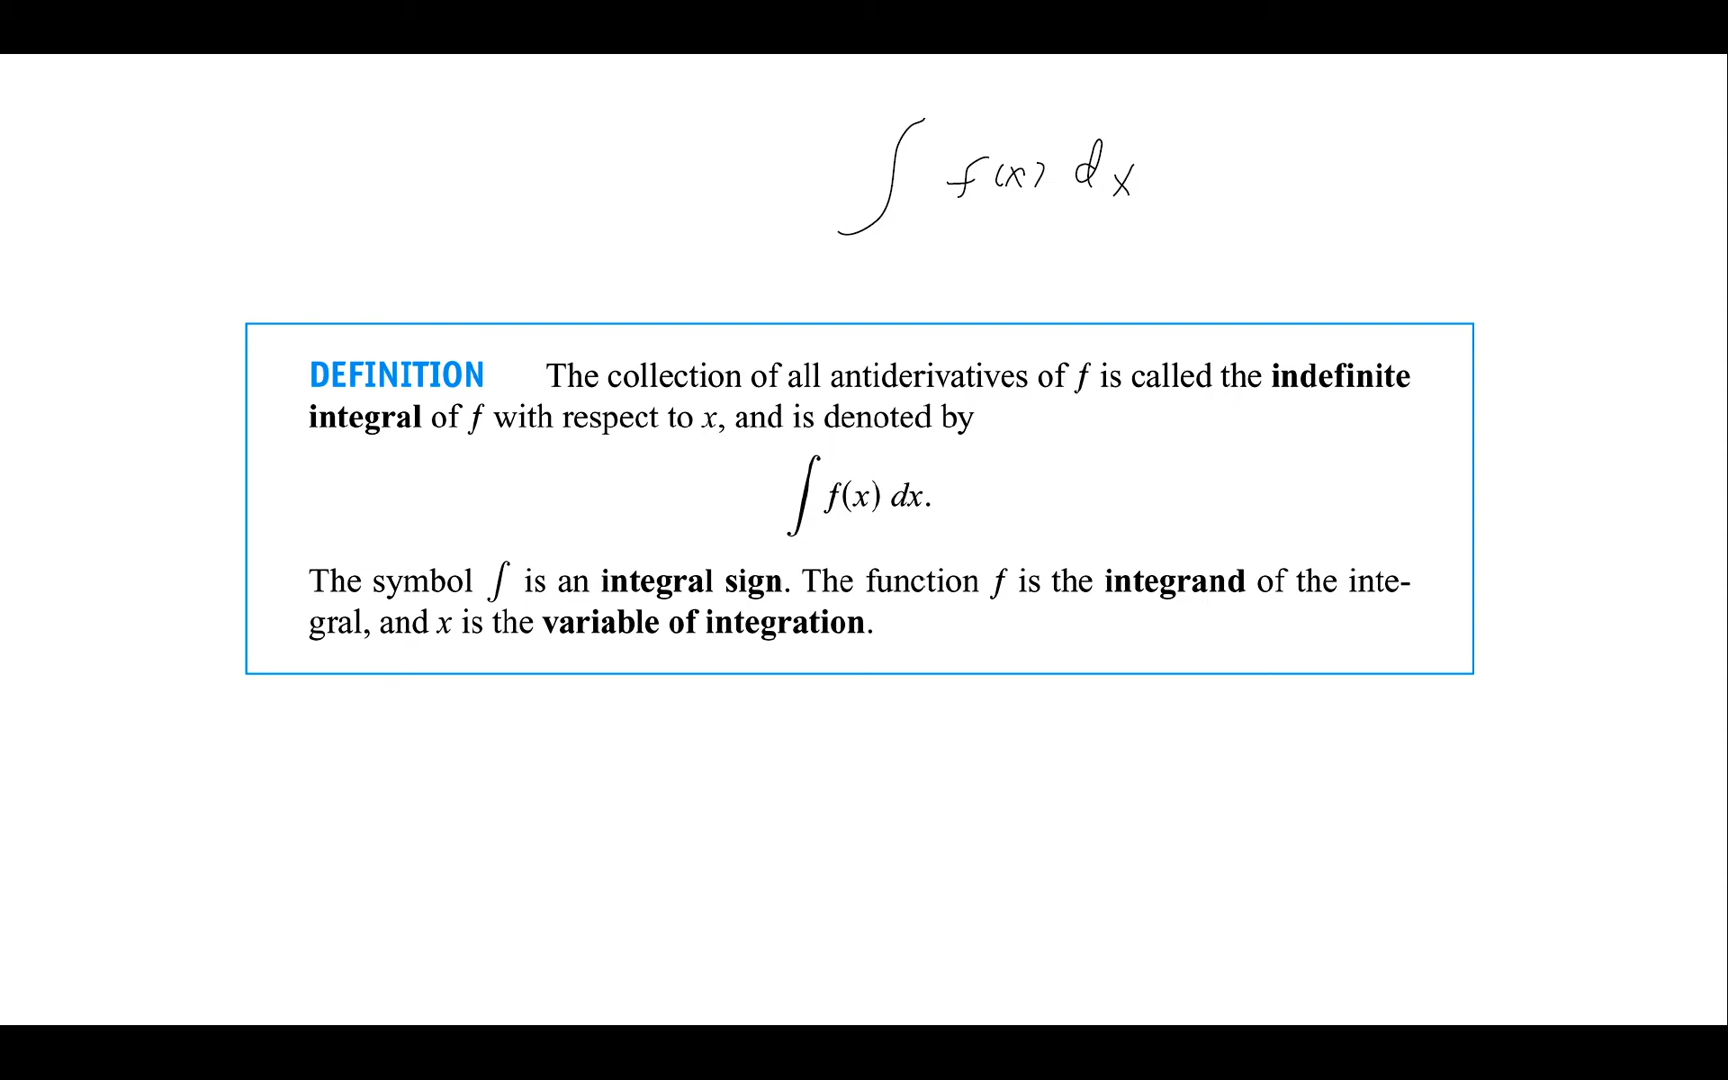 ∫ f(x) dx
DEFINITION The collection of all antiderivatives of f is called the indefinite
integral of f with respect to x, and is denoted by
∫ f(x) dx.
The symbol ∫ is an integral sign. The function f is the integrand of the inte-
gral, and x is the variable of integration.